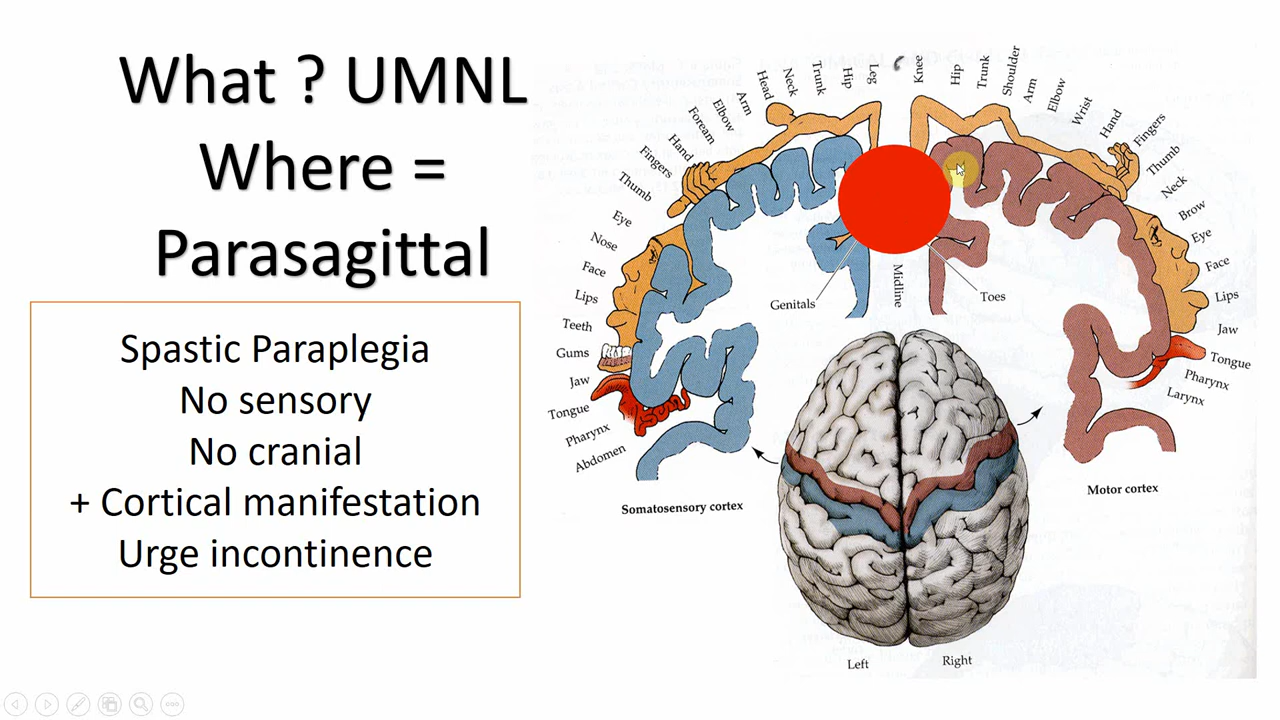 What ? UMNL
Where =
Parasagittal
Spastic Paraplegia
No sensory
No cranial
+ Cortical manifestation
Urge incontinence
Leg
Hip
Trunk
Neck
Head
Arm
Elbow
Foream
Hand
Fingers
Thumb
Eye
Nose
Face
Lips
Teeth
Gums
Jaw
Tongue
Pharynx
Abdomen
Genitals
Somatosensory cortex
Midline
Knee
Hip
Trunk
Shoulder
Arm
Elbow
Wrist
Hand
Fingers
Thumb
Neck
Brow
Eye
Face
Lips
Jaw
Tongue
Pharynx
Larynx
Toes
Motor cortex
Left
Right